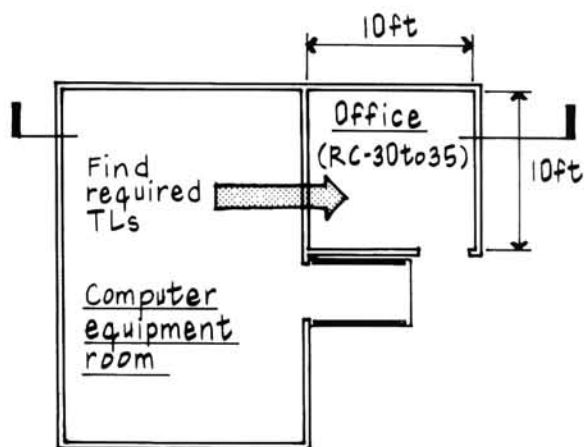 10ft
Office
(RC-30to35)
10ft
Find
required
TLs
Computer
equipment
room